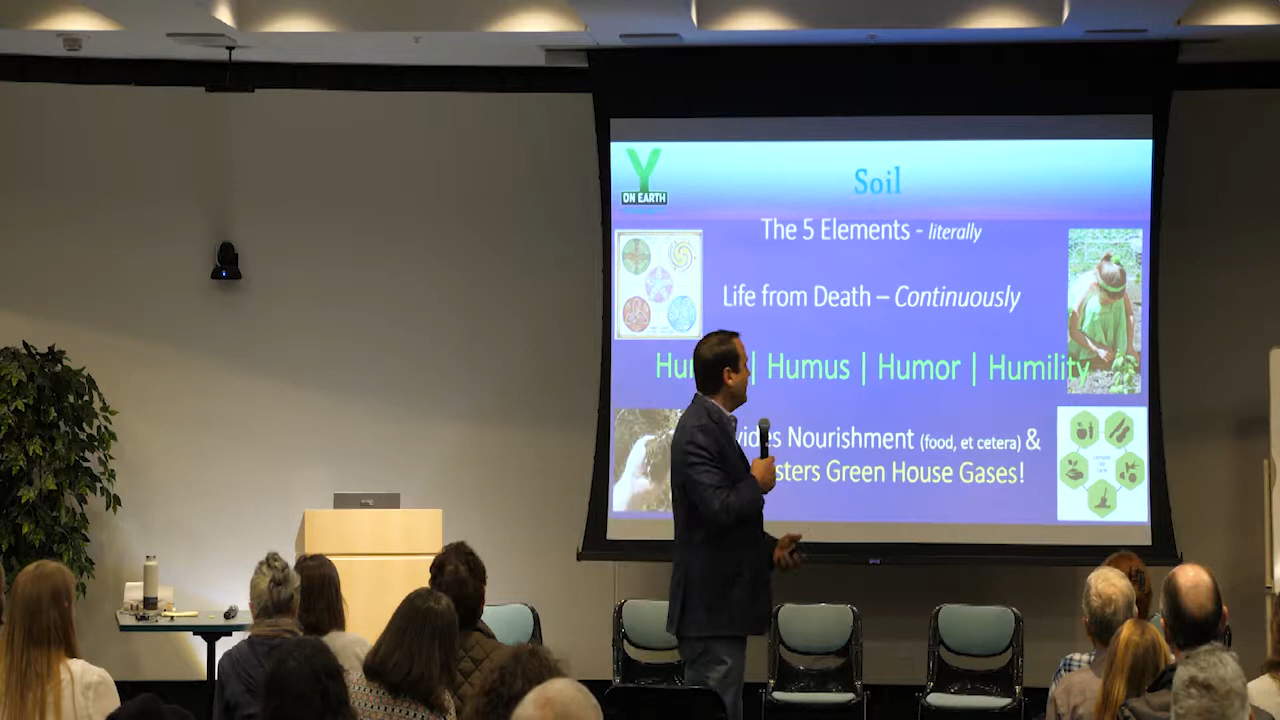 Y
ON EARTH
Soil
The 5 Elements - literally
Life from Death – Continuously
| Humus | Humor | Humility
Nourishment (food, et cetera) &
Green House Gases!